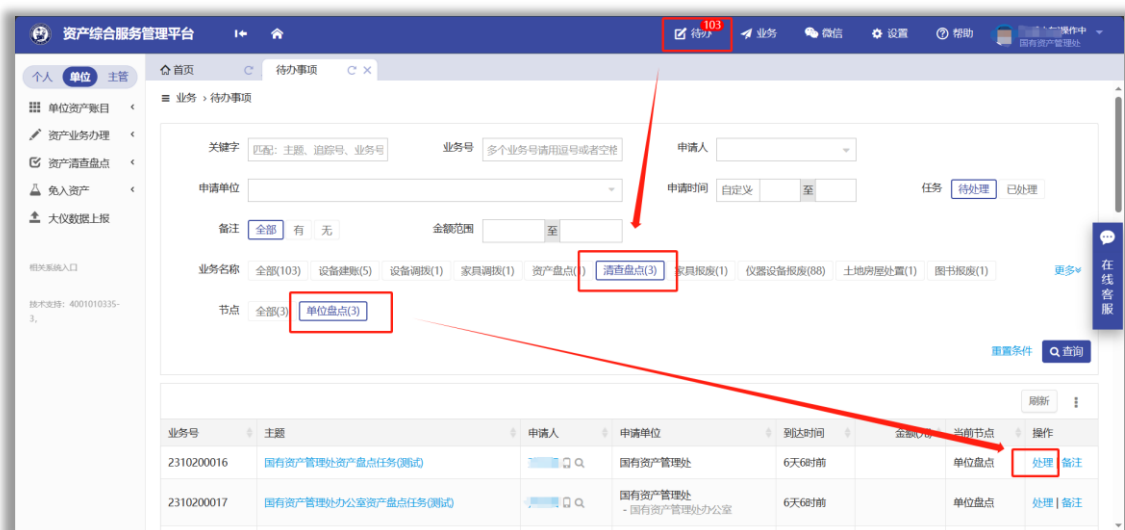 资产综合服务管理平台 待办 103 业务 微信 设置 帮助 操作中
国有资产管理处
个人 单位 主管
首页 待办事项
业务 › 待办事项
单位资产账目
资产业务办理
资产清查盘点
免入资产
大仪数据上报
相关系统入口
技术支持：4001010335-
3,
关键字 匹配：主题、追踪号、业务号 业务号 多个业务号请用逗号或者空格 申请人
申请单位 申请时间 自定义 至 任务 待处理 已处理
备注 全部 有 无 金额范围 至
业务名称 全部(103) 设备建账(5) 设备调拨(1) 家具调拨(1) 资产盘点(1) 清查盘点(3) 家具报废(1) 仪器设备报废(88) 土地房屋处置(1) 图书报废(1) 更多
节点 全部(3) 单位盘点(3)
重置条件 查询
在线客服
刷新
业务号 主题 申请人 申请单位 到达时间 金额(元) 当前节点 操作
2310200016 国有资产管理处资产盘点任务(测试) 国有资产管理处 6天6时前 单位盘点 处理 | 备注
2310200017 国有资产管理处办公室资产盘点任务(测试) 国有资产管理处 6天6时前 单位盘点 处理 | 备注
- 国有资产管理处办公室